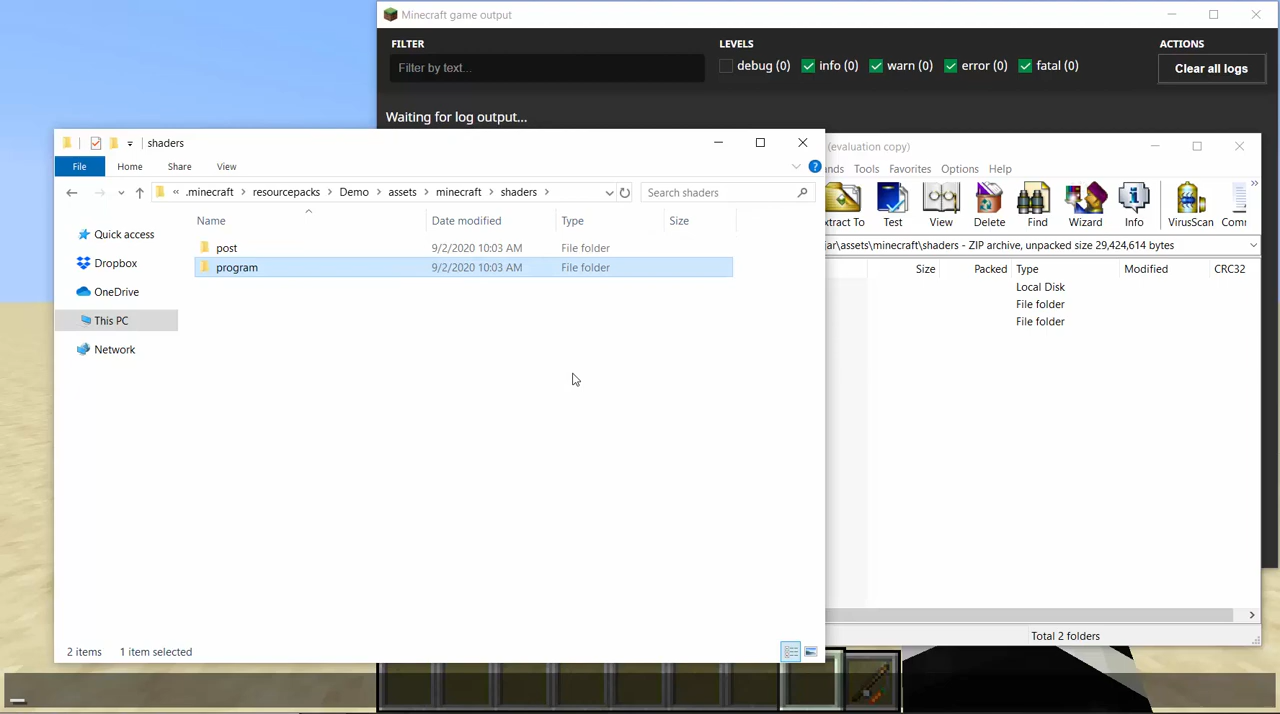 Minecraft game output
FILTER
LEVELS
ACTIONS
Filter by text...
debug (0)
info (0)
warn (0)
error (0)
fatal (0)
Clear all logs
Waiting for log output...
shaders
File
Home
Share
View
« .minecraft > resourcepacks > Demo > assets > minecraft > shaders >
Search shaders
Name
Date modified
Type
Size
post
9/2/2020 10:03 AM
File folder
program
9/2/2020 10:03 AM
File folder
Quick access
Dropbox
OneDrive
This PC
Network
2 items
1 item selected
(evaluation copy)
Tools
Favorites
Options
Help
Test
View
Delete
Find
Wizard
Info
VirusScan
\assets\minecraft\shaders - ZIP archive, unpacked size 29,424,614 bytes
Size
Packed
Type
Modified
CRC32
Local Disk
File folder
File folder
Total 2 folders